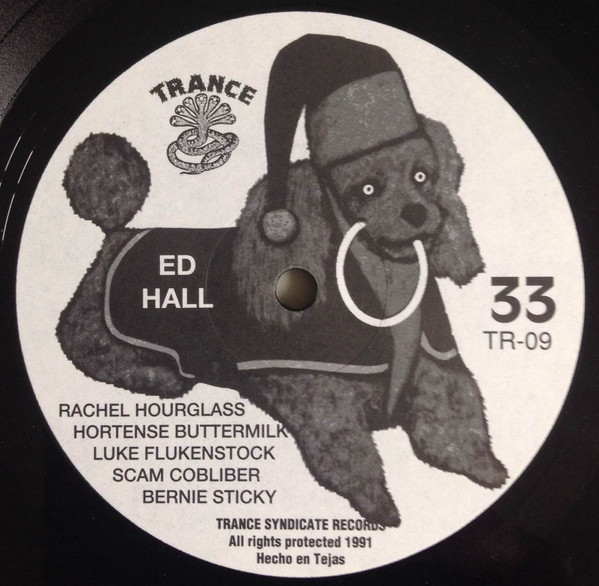 TRANCE
ED
HALL
33
TR-09
RACHEL HOURGLASS
HORTENSE BUTTERMILK
LUKE FLUKENSTOCK
SCAM COBLIBER
BERNIE STICKY
TRANCE SYNDICATE RECORDS
All rights protected 1991
Hecho en Tejas